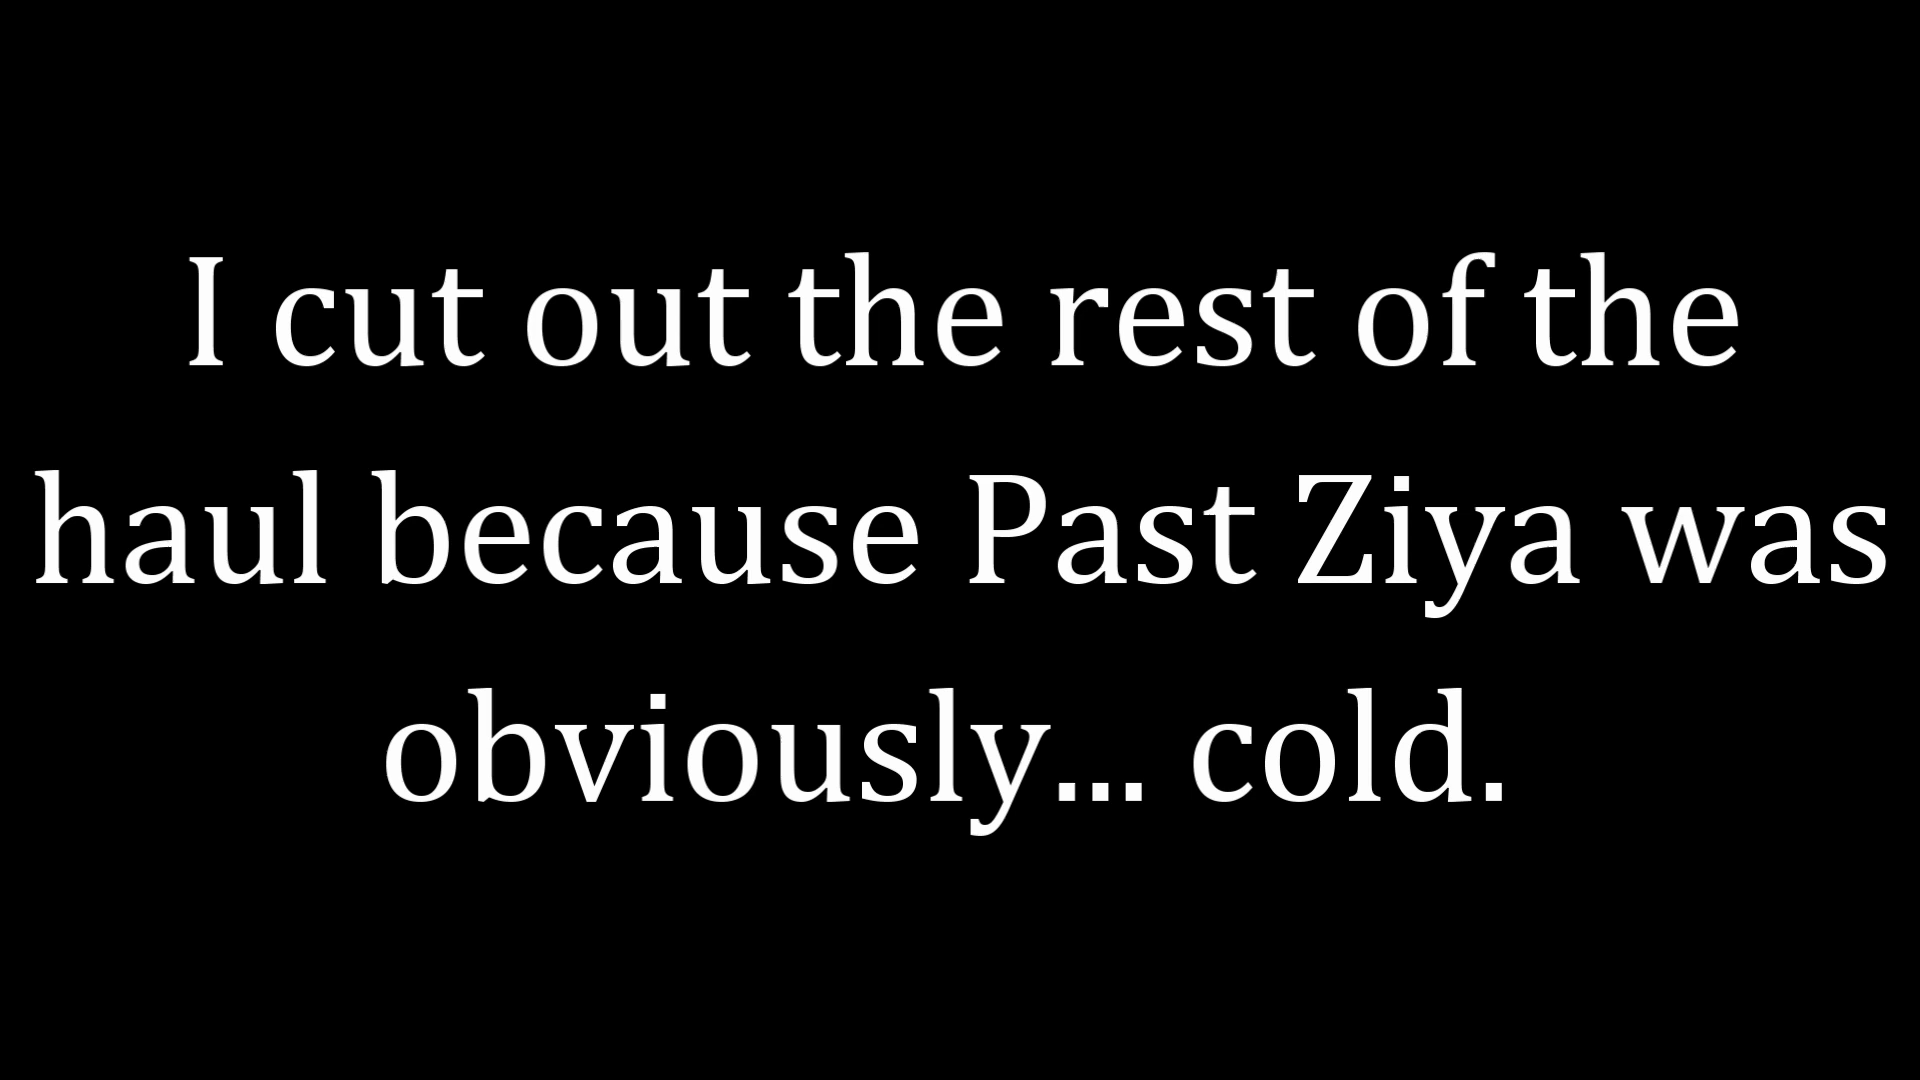 I cut out the rest of the
haul because Past Ziya was
obviously... cold.